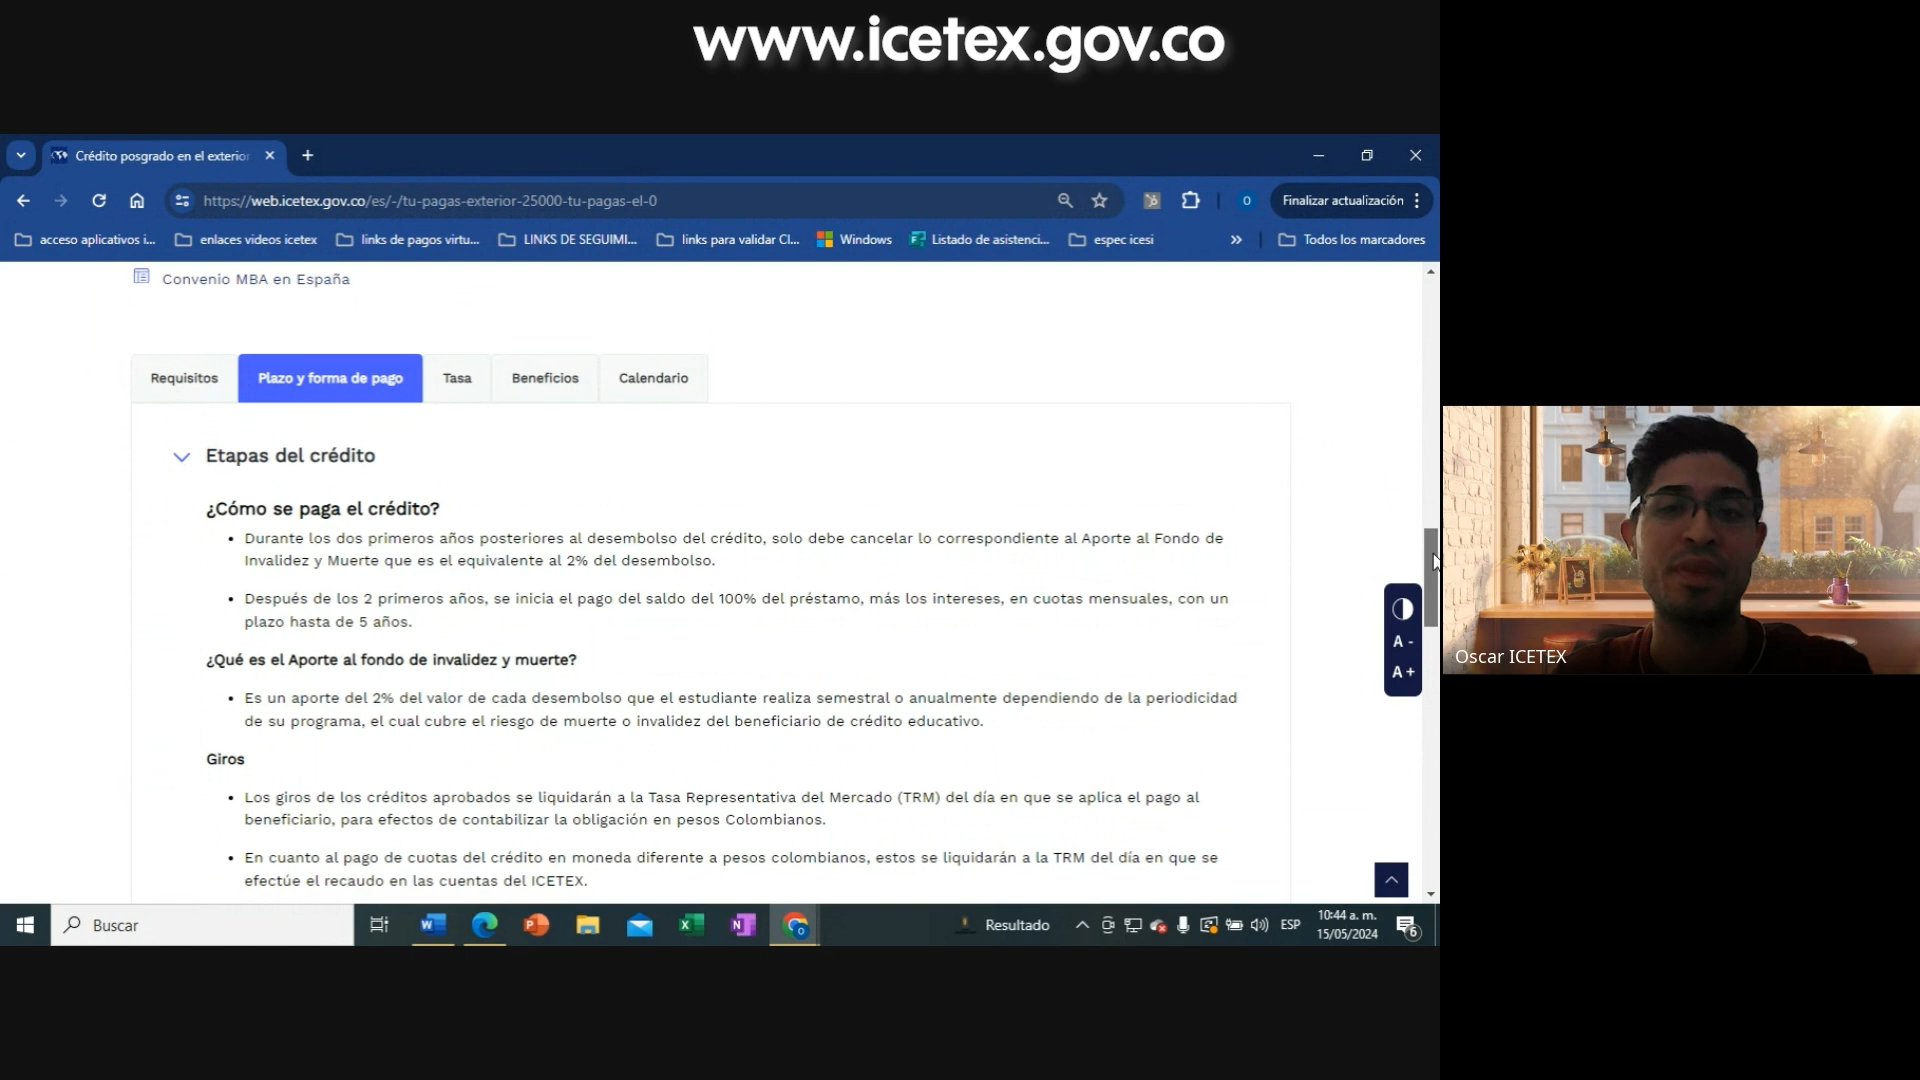 www.icetex.gov.co
Crédito posgrado en el exterior
https://web.icetex.gov.co/es/-/tu-pagas-exterior-25000-tu-pagas-el-0
O
Finalizar actualización
acceso aplicativos i...
enlaces videos icetex
links de pagos virtu...
LINKS DE SEGUIMI...
links para validar CI...
Windows
Listado de asistenci...
espec icesi
Todos los marcadores
Convenio MBA en España
Requisitos
Plazo y forma de pago
Tasa
Beneficios
Calendario
Etapas del crédito
¿Cómo se paga el crédito?
Durante los dos primeros años posteriores al desembolso del crédito, solo debe cancelar lo correspondiente al Aporte al Fondo de
Invalidez y Muerte que es el equivalente al 2% del desembolso.
Después de los 2 primeros años, se inicia el pago del saldo del 100% del préstamo, más los intereses, en cuotas mensuales, con un
plazo hasta de 5 años.
¿Qué es el Aporte al fondo de invalidez y muerte?
Es un aporte del 2% del valor de cada desembolso que el estudiante realiza semestral o anualmente dependiendo de la periodicidad
de su programa, el cual cubre el riesgo de muerte o invalidez del beneficiario de crédito educativo.
Giros
Los giros de los créditos aprobados se liquidarán a la Tasa Representativa del Mercado (TRM) del día en que se aplica el pago al
beneficiario, para efectos de contabilizar la obligación en pesos Colombianos.
En cuanto al pago de cuotas del crédito en moneda diferente a pesos colombianos, estos se liquidarán a la TRM del día en que se
efectúe el recaudo en las cuentas del ICETEX.
A -
A +
Oscar ICETEX
Buscar
Resultado
ESP
10:44 a. m.
15/05/2024
6